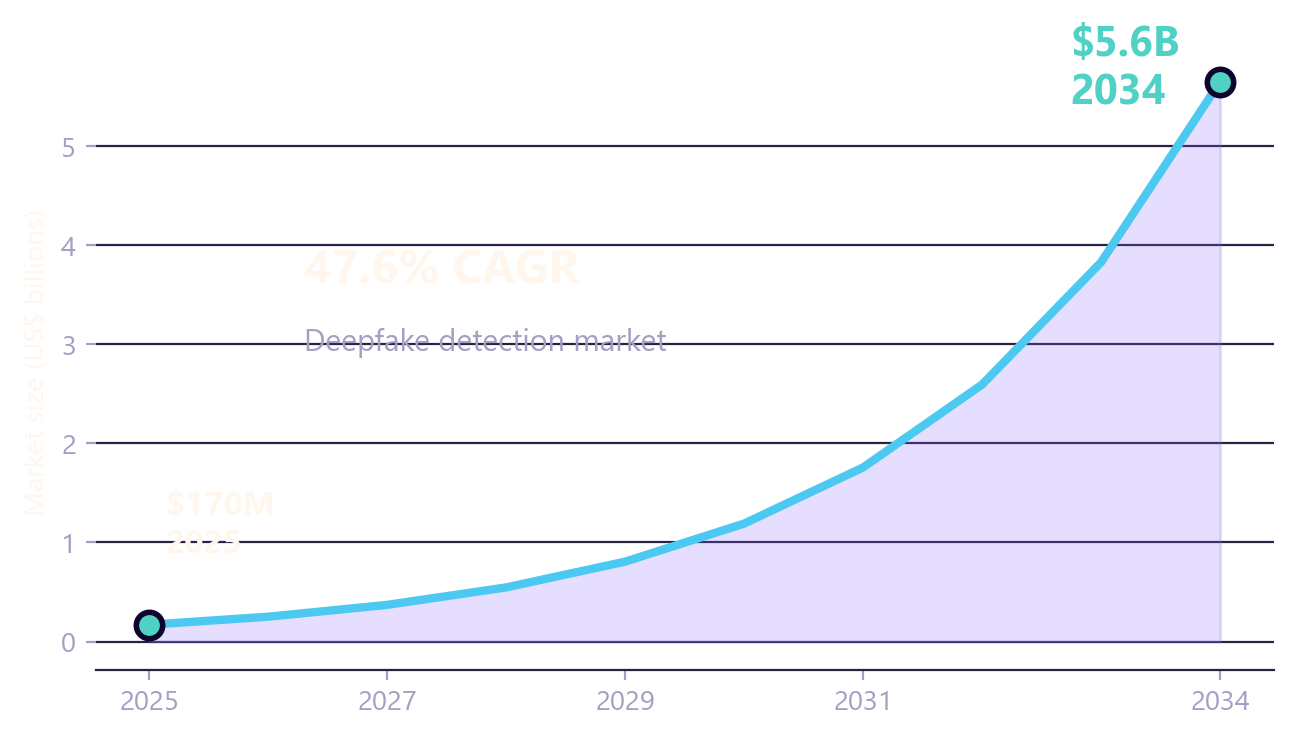 $5.6B
2034
5
4
3
2
1
0
Market size (US$ billions)
47.6% CAGR
Deepfake detection market
$170M
2025
2025
2027
2029
2031
2034